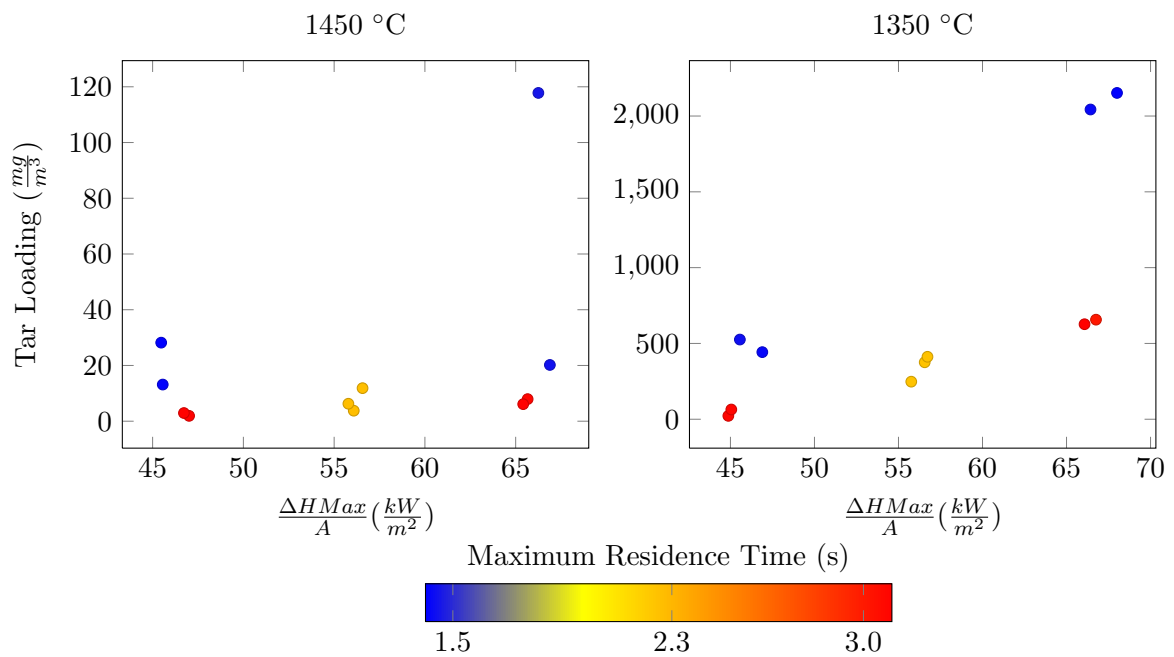 1450 °C
1350 °C
Tar Loading (mg/m³)
120
100
80
60
40
20
0
45 50 55 60 65
ΔHMax/A (kW/m²)
2,000
1,500
1,000
500
0
45 50 55 60 65 70
ΔHMax/A (kW/m²)
Maximum Residence Time (s)
1.5 2.3 3.0